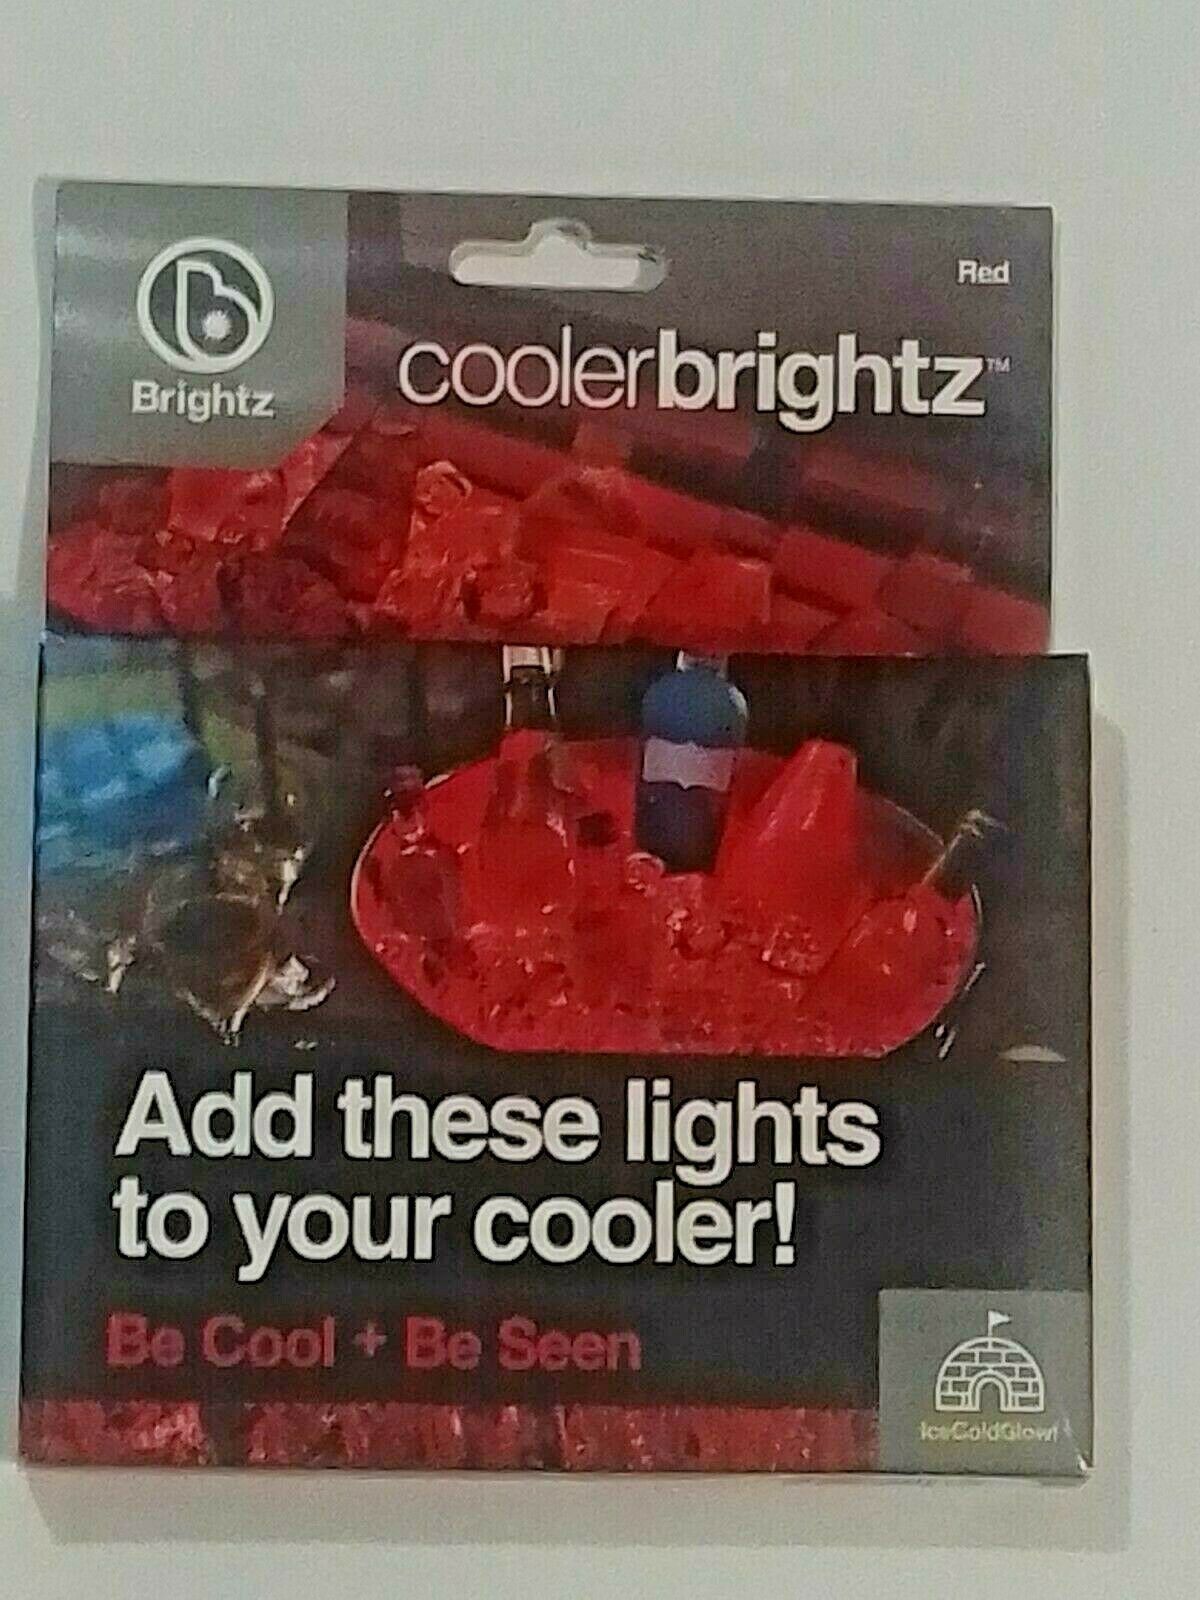 Red
Brightz
coolerbrightz™
Add these lights
to your cooler!
Be Cool + Be Seen
IceColdGlow!